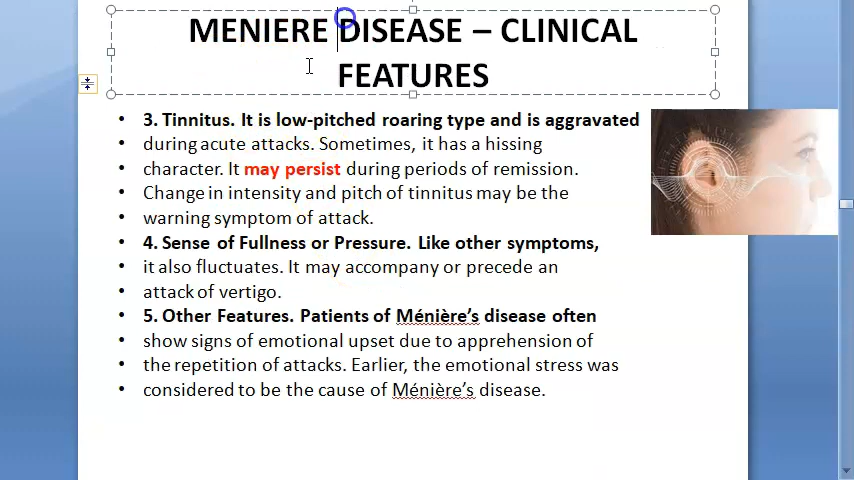 MENIERE DISEASE – CLINICAL
FEATURES
• 3. Tinnitus. It is low-pitched roaring type and is aggravated
• during acute attacks. Sometimes, it has a hissing
• character. It may persist during periods of remission.
• Change in intensity and pitch of tinnitus may be the
• warning symptom of attack.
• 4. Sense of Fullness or Pressure. Like other symptoms,
• it also fluctuates. It may accompany or precede an
• attack of vertigo.
• 5. Other Features. Patients of Ménière’s disease often
• show signs of emotional upset due to apprehension of
• the repetition of attacks. Earlier, the emotional stress was
• considered to be the cause of Ménière’s disease.